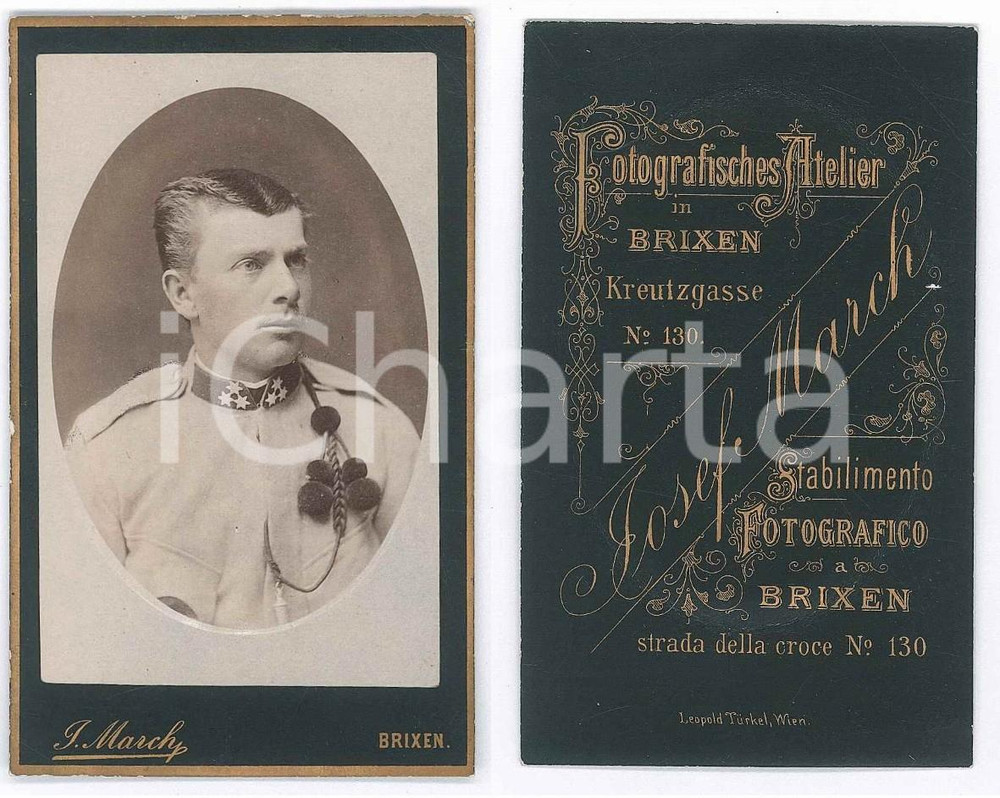 J. March
BRIXEN.
Fotografisches Atelier
in
BRIXEN
Kreutzgasse
No 130.
Josef. March
Stabilimento
FOTOGRAFICO
a
BRIXEN
strada della croce No 130
Leopold Türkel, Wien.
iCharta